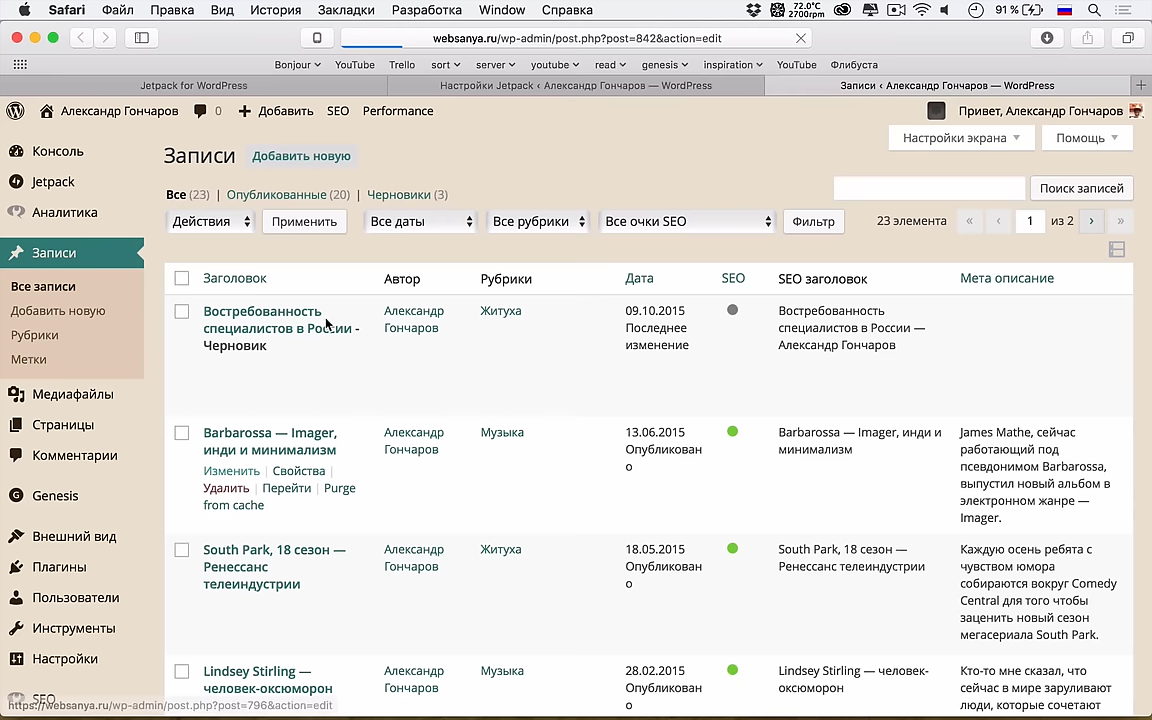 Safari Файл Правка Вид История Закладки Разработка Window Справка 72.0°C 2700rpm 91 %
websanya.ru/wp-admin/post.php?post=842&action=edit
Bonjour YouTube Trello sort server youtube read genesis inspiration YouTube Флибуста
Jetpack for WordPress Настройки Jetpack ‹ Александр Гончаров — WordPress Записи ‹ Александр Гончаров — WordPress
Александр Гончаров 0 Добавить SEO Performance Привет, Александр Гончаров
Настройки экрана Помощь
Консоль
Jetpack
Аналитика
Записи
Все записи
Добавить новую
Рубрики
Метки
Медиафайлы
Страницы
Комментарии
Genesis
Внешний вид
Плагины
Пользователи
Инструменты
Настройки
SEO
Записи Добавить новую
Все (23) | Опубликованные (20) | Черновики (3)
Поиск записей
Действия Применить Все даты Все рубрики Все очки SEO Фильтр 23 элемента « ‹ 1 из 2 › »
Заголовок Автор Рубрики Дата SEO SEO заголовок Мета описание
Востребованность Александр Житуха 09.10.2015 Востребованность
специалистов в России - Гончаров Последнее специалистов в России —
Черновик изменение Александр Гончаров
Barbarossa — Imager, Александр Музыка 13.06.2015 Barbarossa — Imager, инди и James Mathe, сейчас
инди и минимализм Гончаров Опубликован минимализм работающий под
Изменить | Свойства | о псевдонимом Barbarossa,
Удалить | Перейти | Purge выпустил новый альбом в
from cache электронном жанре —
Imager.
South Park, 18 сезон — Александр Житуха 18.05.2015 South Park, 18 сезон — Каждую осень ребята с
Ренессанс Гончаров Опубликован Ренессанс телеиндустрии чувством юмора
телеиндустрии о собираются вокруг Comedy
Central для того чтобы
заценить новый сезон
мегасериала South Park.
Lindsey Stirling — Александр Музыка 28.02.2015 Lindsey Stirling — человек- Кто-то мне сказал, что
человек-оксюморон Гончаров Опубликован оксюморон сейчас в мире заруливают
о люди, которые сочетают
https://websanya.ru/wp-admin/post.php?post=796&action=edit